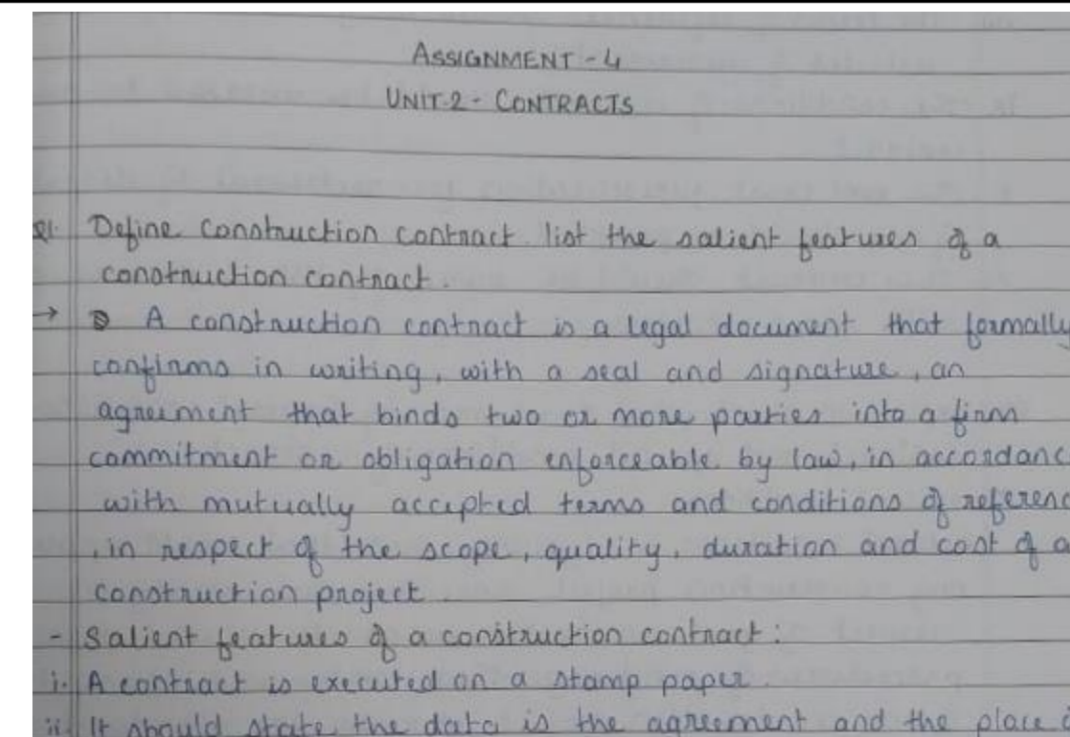 ASSIGNMENT - 4
UNIT-2 - CONTRACTS
Q1. Define construction contract. list the salient features of a
construction contract.
→ A construction contract is a legal document that formally
confirms in writing, with a seal and signature, an
agreement that binds two or more parties into a firm
commitment or obligation enforceable by law, in accordanc
with mutually accepted terms and conditions of referenc
, in respect of the scope, quality, duration and cost of a
construction project
- Salient features of a construction contract :
i. A contract is executed on a stamp paper
ii. It should state the data is the agreement and the place